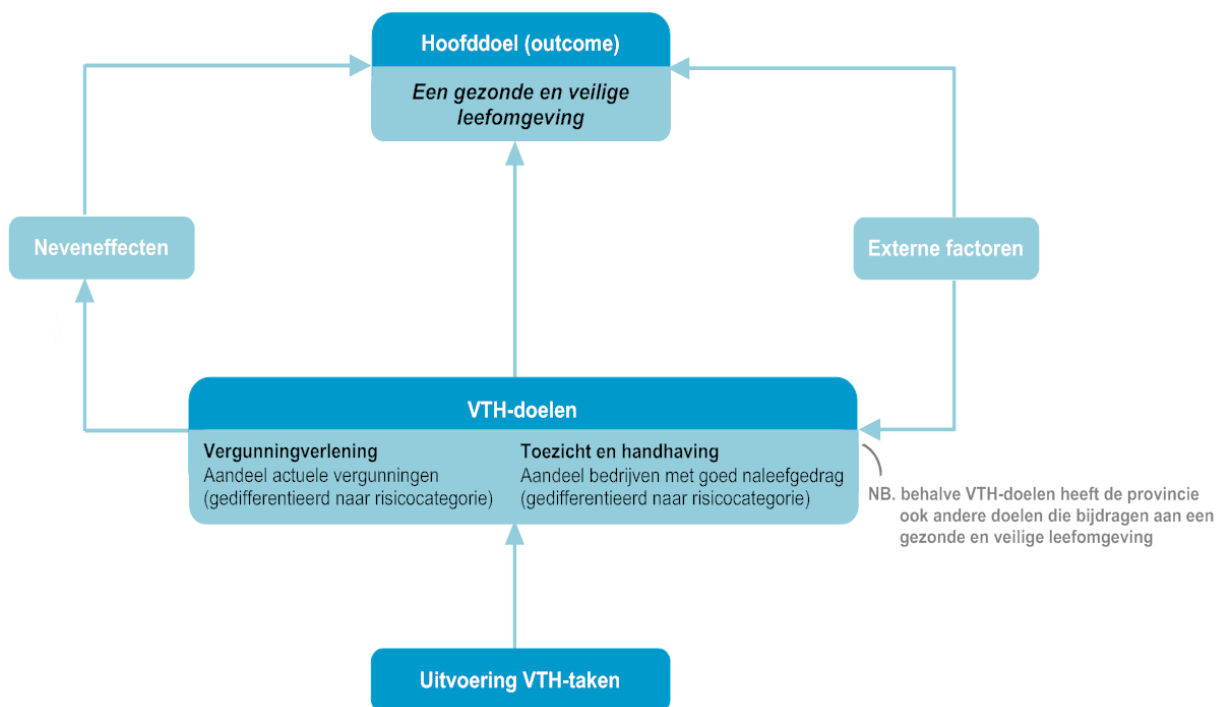 Hoofddoel (outcome)
Een gezonde en veilige
leefomgeving
Neveneffecten
Externe factoren
VTH-doelen
Vergunningverlening
Aandeel actuele vergunningen
(gedifferentieerd naar risicocategorie)
Toezicht en handhaving
Aandeel bedrijven met goed naleefgedrag
(gedifferentieerd naar risicocategorie)
NB. behalve VTH-doelen heeft de provincie
ook andere doelen die bijdragen aan een
gezonde en veilige leefomgeving
Uitvoering VTH-taken